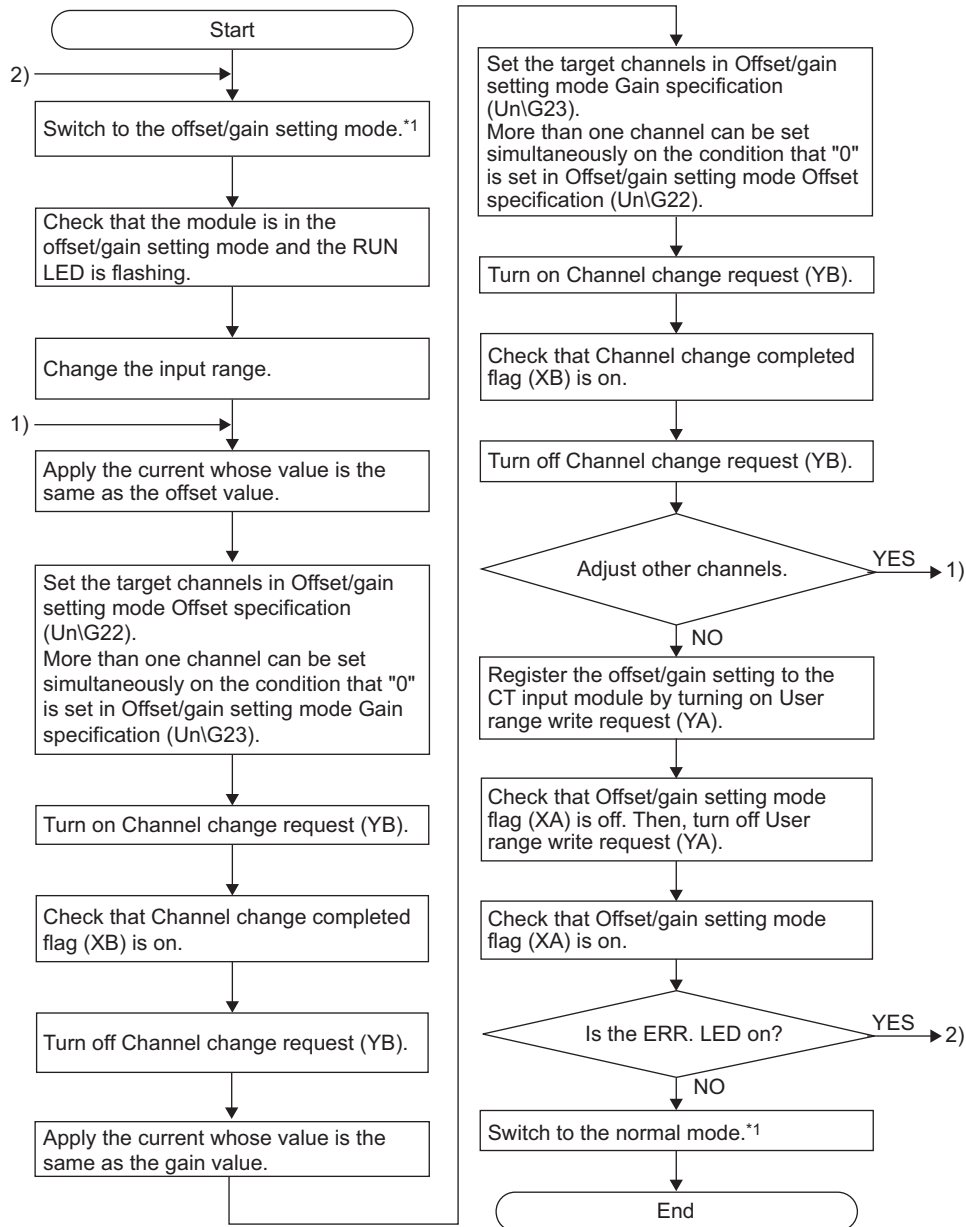 Start
2)
Switch to the offset/gain setting mode.*1
Check that the module is in the
offset/gain setting mode and the RUN
LED is flashing.
Change the input range.
1)
Apply the current whose value is the
same as the offset value.
Set the target channels in Offset/gain
setting mode Offset specification
(Un\G22).
More than one channel can be set
simultaneously on the condition that "0"
is set in Offset/gain setting mode Gain
specification (Un\G23).
Turn on Channel change request (YB).
Check that Channel change completed
flag (XB) is on.
Turn off Channel change request (YB).
Apply the current whose value is the
same as the gain value.
Set the target channels in Offset/gain
setting mode Gain specification
(Un\G23).
More than one channel can be set
simultaneously on the condition that "0"
is set in Offset/gain setting mode Offset
specification (Un\G22).
Turn on Channel change request (YB).
Check that Channel change completed
flag (XB) is on.
Turn off Channel change request (YB).
Adjust other channels.
YES
1)
NO
Register the offset/gain setting to the
CT input module by turning on User
range write request (YA).
Check that Offset/gain setting mode
flag (XA) is off. Then, turn off User
range write request (YA).
Check that Offset/gain setting mode
flag (XA) is on.
Is the ERR. LED on?
YES
2)
NO
Switch to the normal mode.*1
End